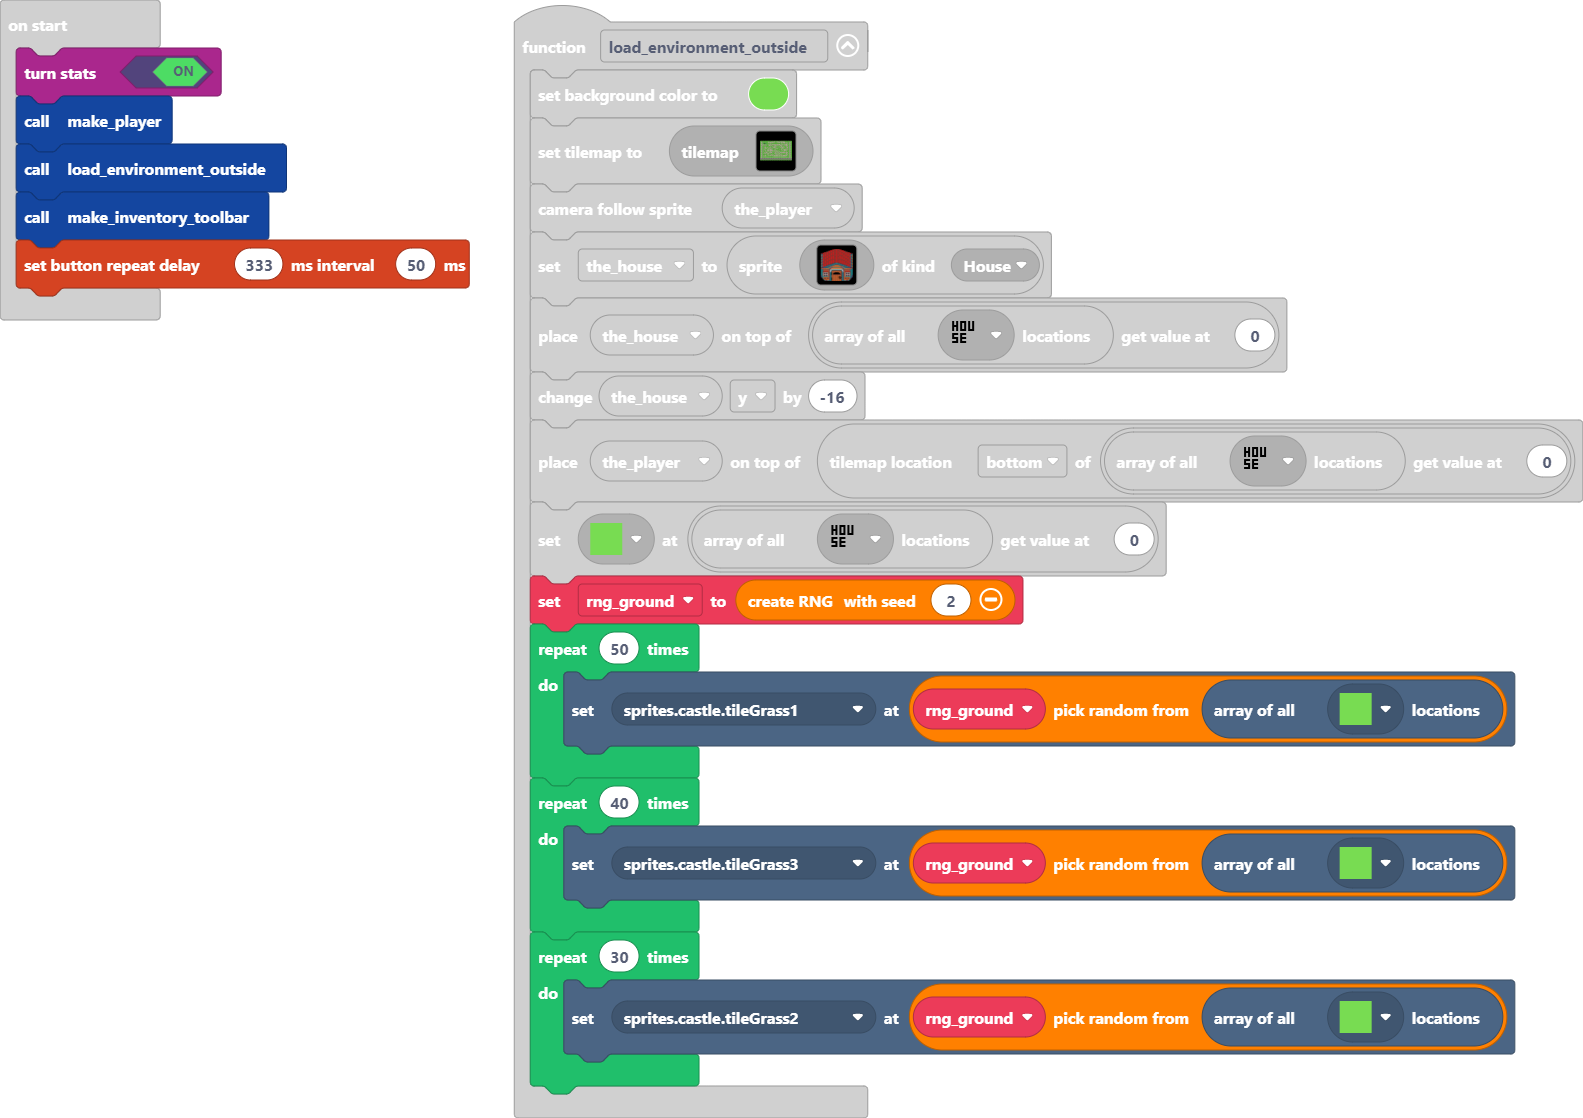 on start
turn stats ON
call make_player
call load_environment_outside
call make_inventory_toolbar
set button repeat delay 333 ms interval 50 ms
function load_environment_outside
set background color to
set tilemap to tilemap
camera follow sprite the_player
set the_house to sprite of kind House
place the_house on top of array of all HOUSE locations get value at 0
change the_house y by -16
place the_player on top of tilemap location bottom of array of all HOUSE locations get value at 0
set at array of all HOUSE locations get value at 0
set rng_ground to create RNG with seed 2
repeat 50 times
do
set sprites.castle.tileGrass1 at rng_ground pick random from array of all locations
repeat 40 times
do
set sprites.castle.tileGrass3 at rng_ground pick random from array of all locations
repeat 30 times
do
set sprites.castle.tileGrass2 at rng_ground pick random from array of all locations